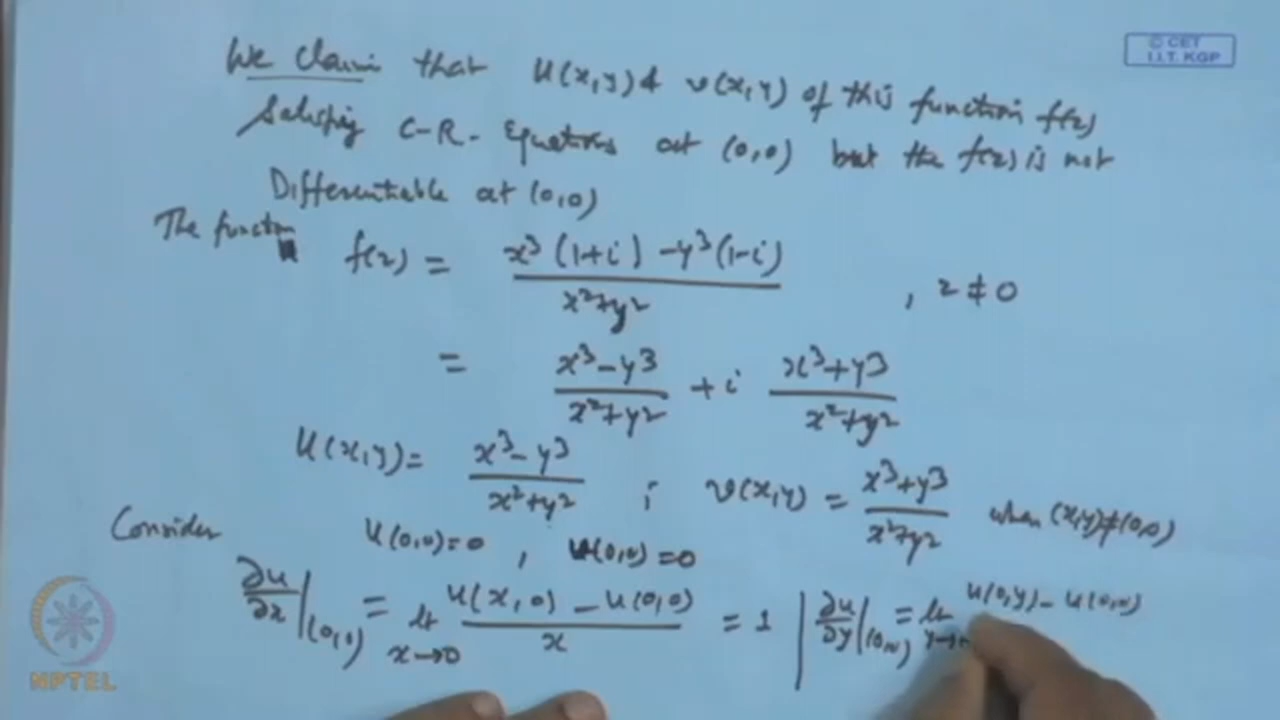 © CET
I.I.T. KGP
We claim that u(x,y) & v(x,y) of this function f(z)
Satisfy C-R- Equations at (0,0) but the f(z) is not
Differentiable at (0,0)
The function f(z) = x³(1+i) - y³(1-i) / x²+y² , z ≠ 0
= x³-y³ / x²+y² + i x³+y³ / x²+y²
u(x,y) = x³-y³ / x²+y² ; v(x,y) = x³+y³ / x²+y² when (x,y)≠(0,0)
Consider u(0,0)=0 , v(0,0)=0
∂u/∂x |(0,0) = lt x→0 u(x,0) - u(0,0) / x = 1 | ∂u/∂y |(0,0) = lt y→ u(0,y) - u(0,0)
NPTEL